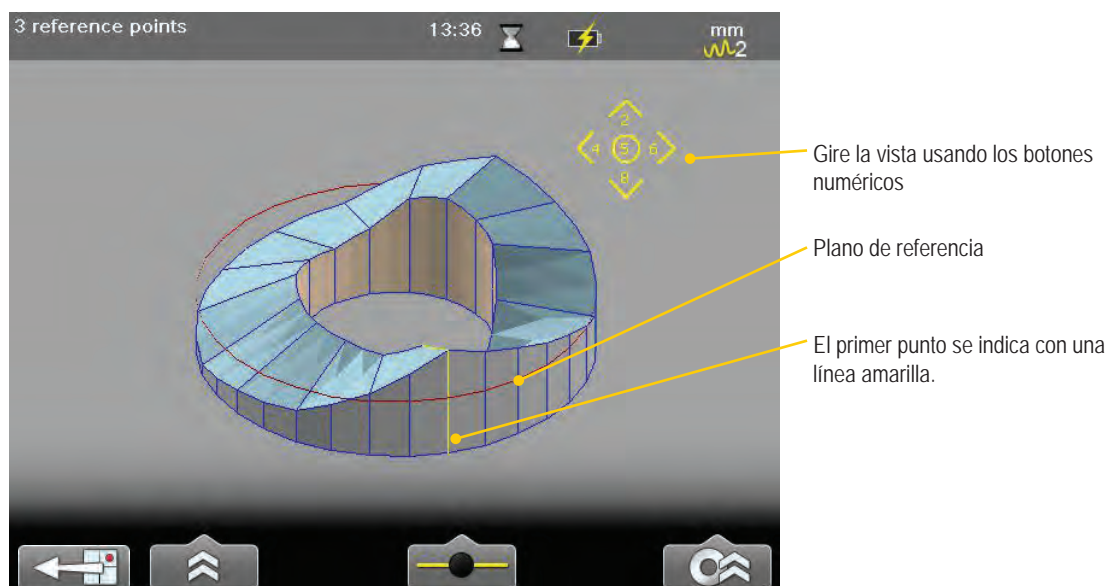 3 reference points
13:36
mm
2
2
4 5 6
8
Gire la vista usando los botones
numéricos
Plano de referencia
El primer punto se indica con una
línea amarilla.